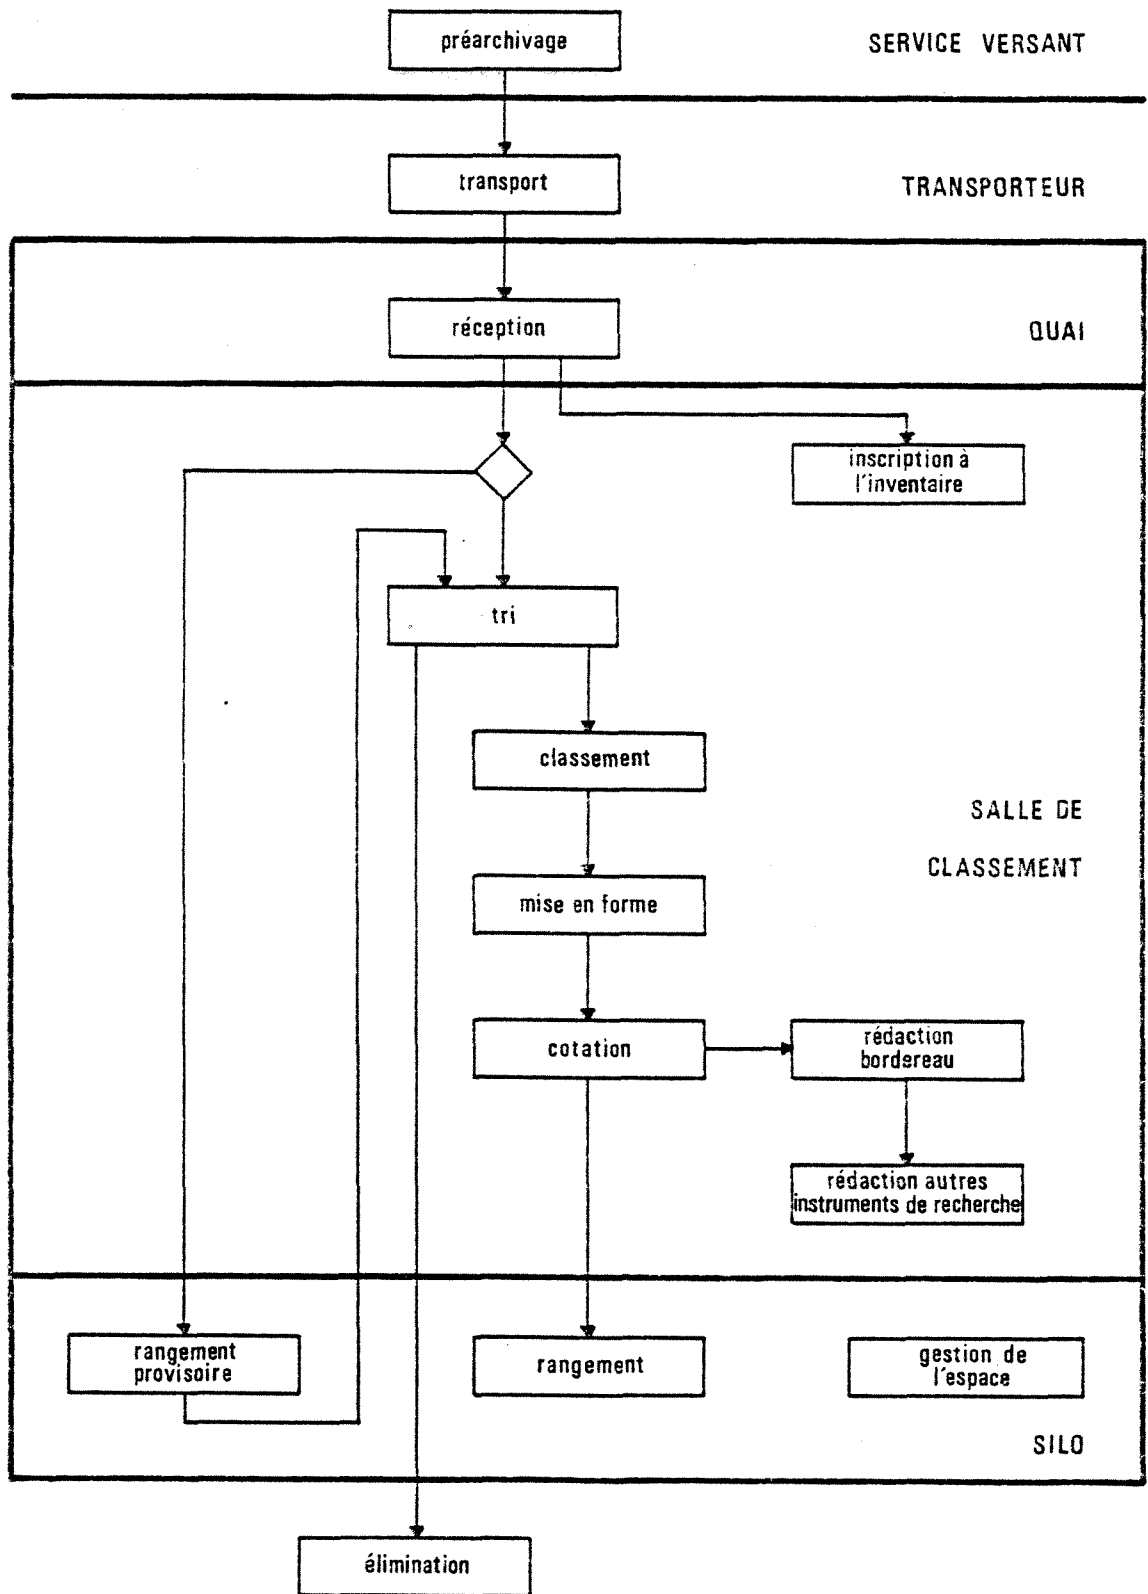 préarchivage
SERVICE VERSANT
transport
TRANSPORTEUR
réception
QUAI
inscription à
l'inventaire
tri
classement
SALLE DE
CLASSEMENT
mise en forme
cotation
rédaction
bordereau
rédaction autres
instruments de recherche
rangement
provisoire
rangement
gestion de
l'espace
SILO
élimination